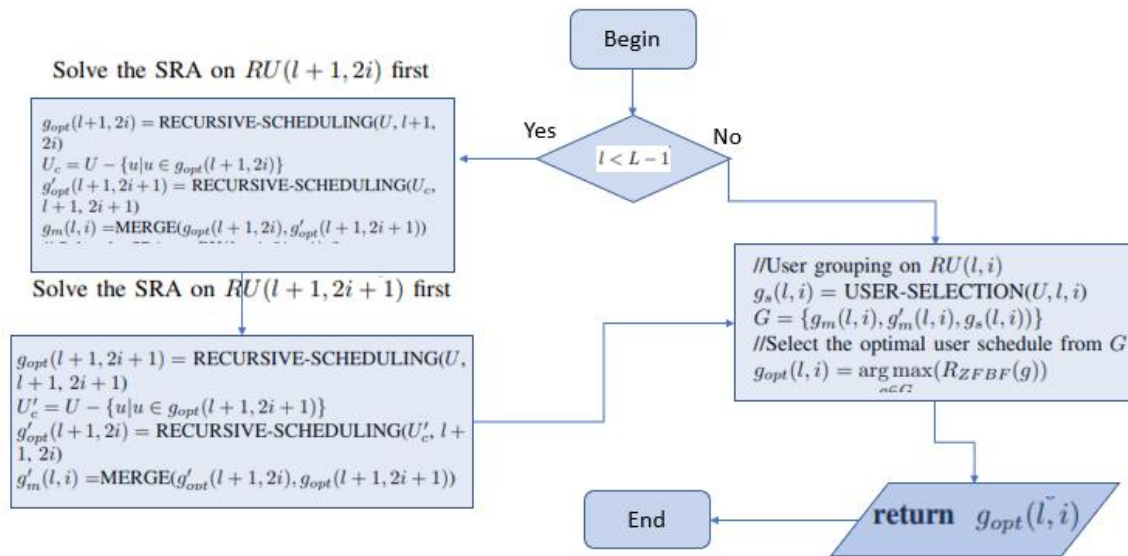 Begin
Solve the SRA on RU(l + 1, 2i) first
Yes
No
l < L − 1
g_opt(l+1, 2i) = RECURSIVE-SCHEDULING(U, l+1,
2i)
U_c = U − {u|u ∈ g_opt(l + 1, 2i)}
g'_opt(l+1, 2i+1) = RECURSIVE-SCHEDULING(U_c,
l + 1, 2i + 1)
g_m(l, i) =MERGE(g_opt(l + 1, 2i), g'_opt(l + 1, 2i + 1))
Solve the SRA on RU(l + 1, 2i + 1) first
g_opt(l + 1, 2i + 1) = RECURSIVE-SCHEDULING(U,
l + 1, 2i + 1)
U'_c = U − {u|u ∈ g_opt(l + 1, 2i + 1)}
g'_opt(l + 1, 2i) = RECURSIVE-SCHEDULING(U'_c, l +
1, 2i)
g'_m(l, i) =MERGE(g'_opt(l + 1, 2i), g_opt(l + 1, 2i + 1))
//User grouping on RU(l, i)
g_s(l, i) = USER-SELECTION(U, l, i)
G = {g_m(l, i), g'_m(l, i), g_s(l, i))}
//Select the optimal user schedule from G
g_opt(l, i) = arg max(R_ZFBF(g))
return g_opt(l, i)
End